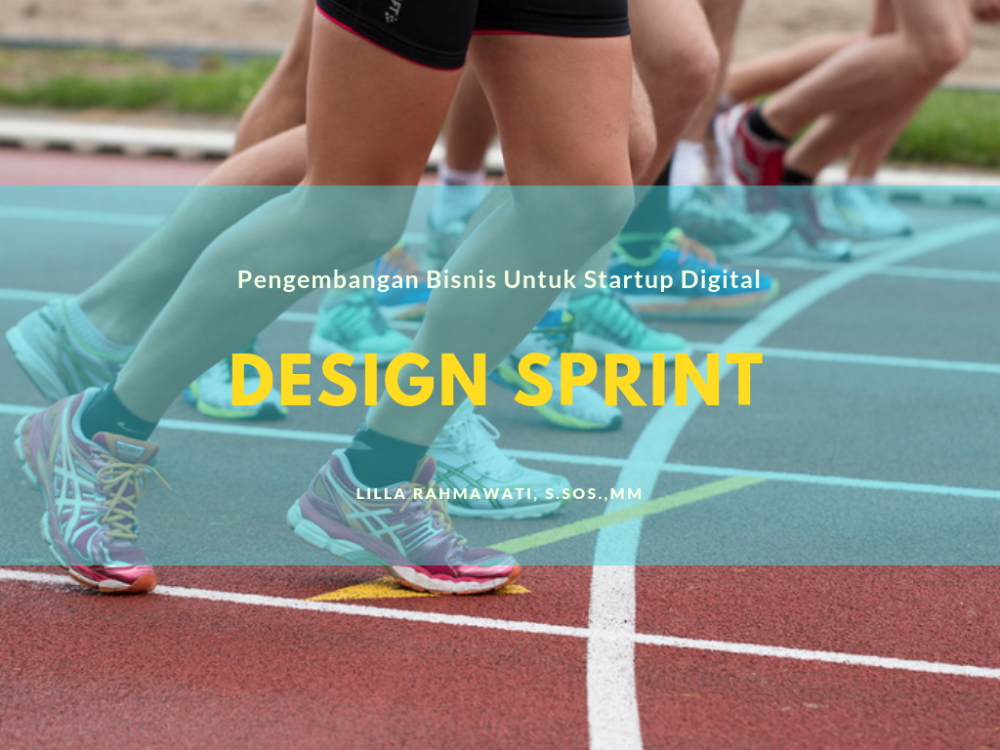 Pengembangan Bisnis Untuk Startup Digital
DESIGN SPRINT
LILLA RAHMAWATI, S.SOS.,MM